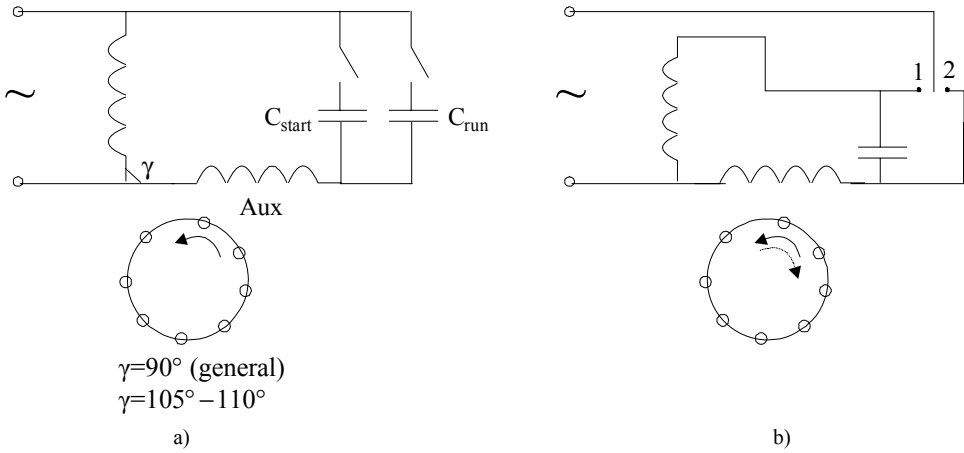 ~
C_start
C_run
γ
Aux
γ=90° (general)
γ=105°–110°
a)
~
1
2
b)